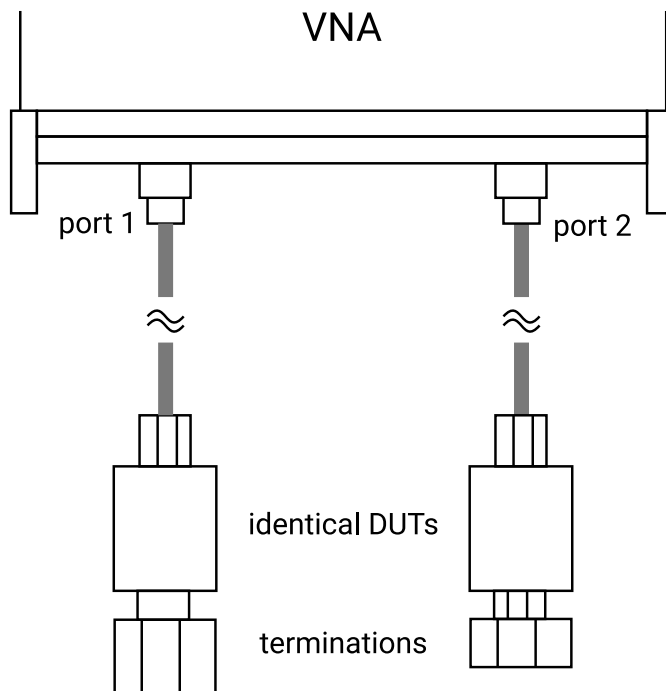 VNA
port 1
port 2
identical DUTs
terminations